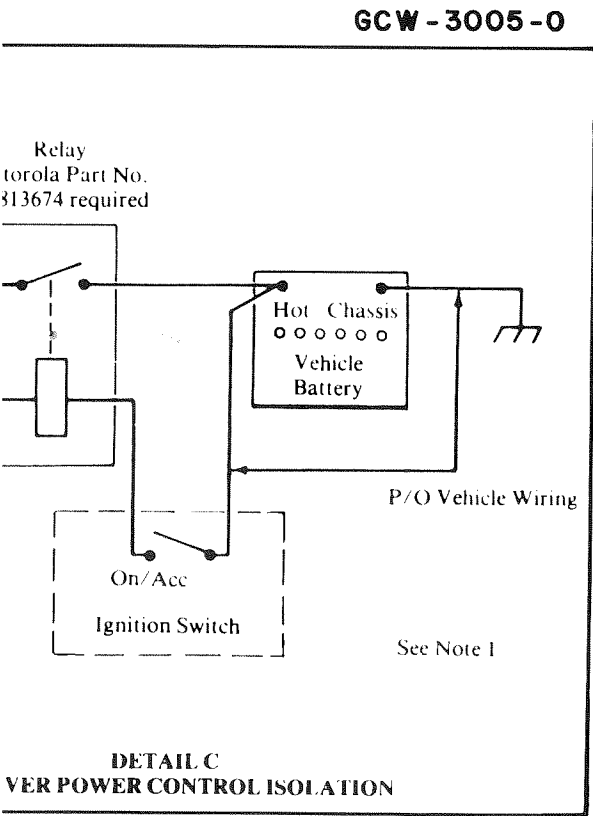 GCW-3005-0
Relay
torola Part No.
813674 required
Hot Chassis
Vehicle
Battery
P/O Vehicle Wiring
On/Acc
Ignition Switch
See Note 1
DETAIL C
VER POWER CONTROL ISOLATION